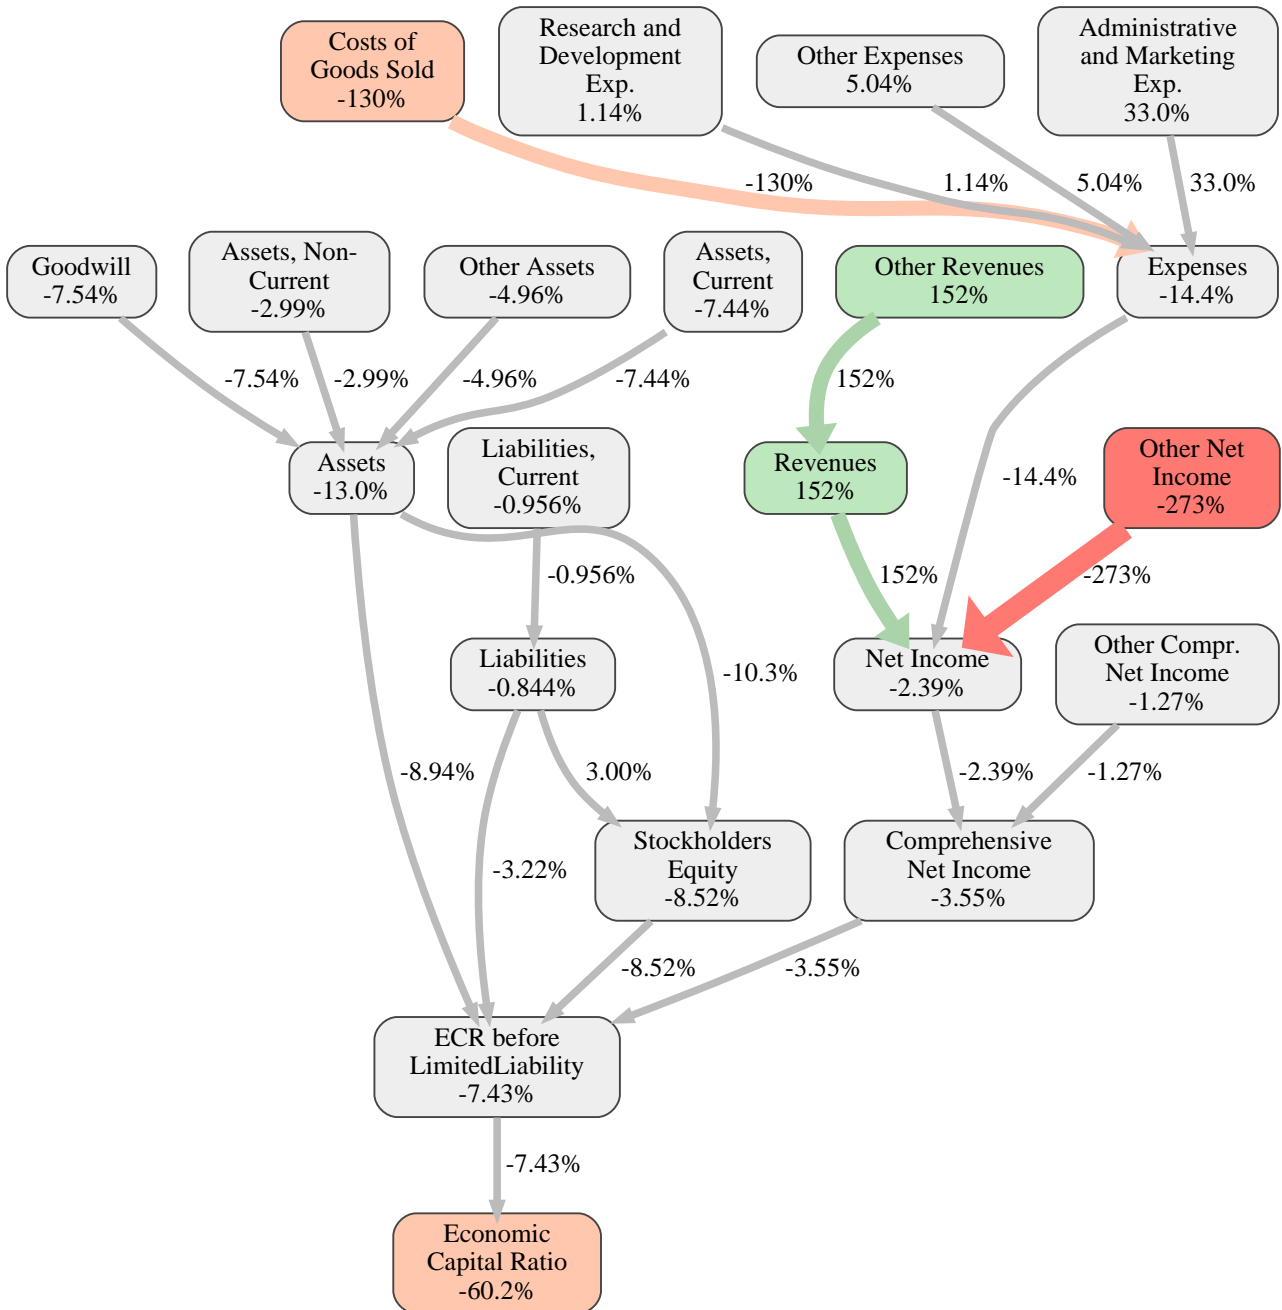 Costs of
Goods Sold
-130%
Research and
Development
Exp.
1.14%
Other Expenses
5.04%
Administrative
and Marketing
Exp.
33.0%
-130%
1.14%
5.04%
33.0%
Goodwill
-7.54%
Assets, Non-
Current
-2.99%
Other Assets
-4.96%
Assets,
Current
-7.44%
Other Revenues
152%
Expenses
-14.4%
-7.54%
-2.99%
-4.96%
-7.44%
152%
Assets
-13.0%
Liabilities,
Current
-0.956%
Revenues
152%
-14.4%
Other Net
Income
-273%
-0.956%
152%
-273%
Liabilities
-0.844%
-10.3%
Net Income
-2.39%
Other Compr.
Net Income
-1.27%
-8.94%
3.00%
-2.39%
-1.27%
-3.22%
Stockholders
Equity
-8.52%
Comprehensive
Net Income
-3.55%
-8.52%
-3.55%
ECR before
LimitedLiability
-7.43%
-7.43%
Economic
Capital Ratio
-60.2%